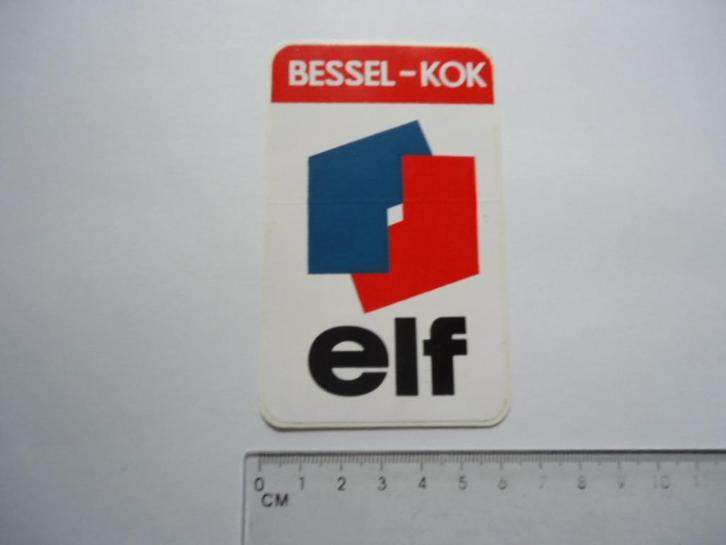 BESSEL-KOK
elf
0 1 2 3 4 5 6 7 8 9 10
CM